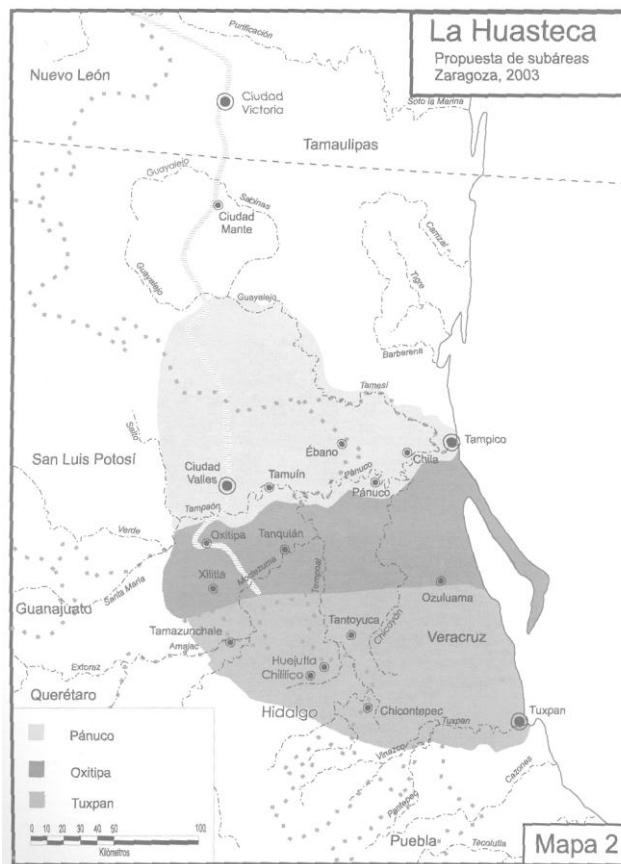 La Huasteca
Propuesta de subáreas
Zaragoza, 2003
Purificación
Nuevo León
Ciudad
Victoria
Soto la Marina
Tamaulipas
Guayalejo
Sabinas
Ciudad
Mante
Carrizal
Tigre
Guayalejo
Guayalejo
Barberena
Tamesí
Salto
Tampico
Ébano
Chila
San Luis Potosí
Ciudad
Valles
Tamuín
Pánuco
Pánuco
Tampaón
Verde
Oxitipa
Tanquián
Moctezuma
Tempoal
Xilitla
Santa María
Ozuluama
Guanajuato
Tantoyuca
Chicayán
Veracruz
Tamazunchale
Amajac
Extoraz
Huejutla
Chililico
Querétaro
Hidalgo
Chicontepec
Tuxpan
Tuxpan
Vinazco
Pantepec
Cazones
Puebla
Tecolutla
Pánuco
Oxitipa
Tuxpan
0 10 20 30 40 50 100
Kilómetros
Mapa 2